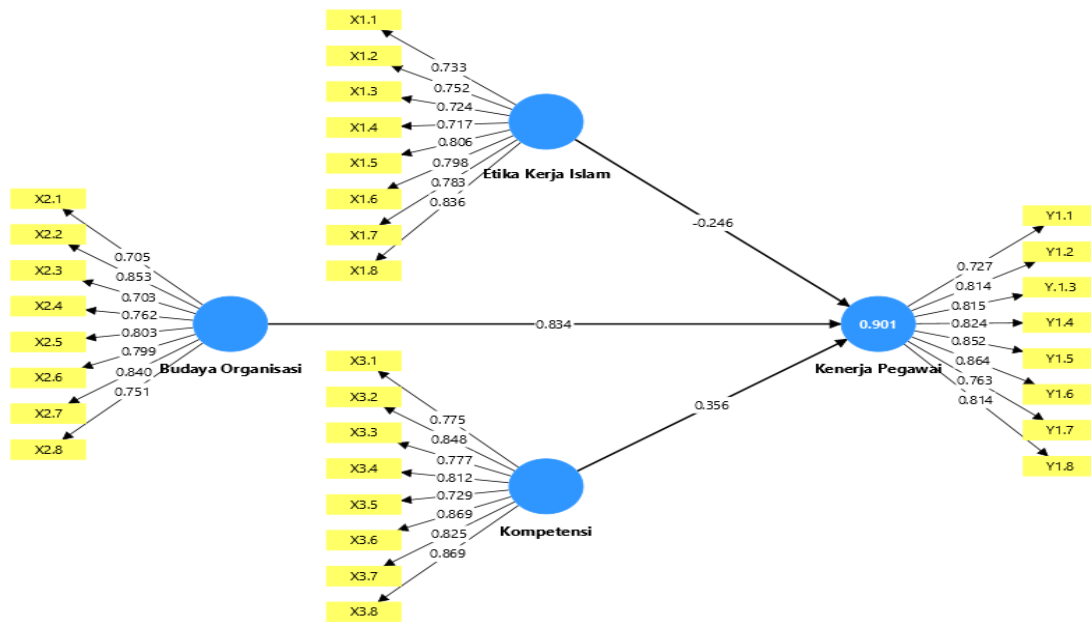 X1.1
X1.2
X1.3
X1.4
X1.5
X1.6
X1.7
X1.8
0.733
0.752
0.724
0.717
0.806
0.798
0.783
0.836
Etika Kerja Islam
-0.246
X2.1
X2.2
X2.3
X2.4
X2.5
X2.6
X2.7
X2.8
0.705
0.853
0.703
0.762
0.803
0.799
0.840
0.751
Budaya Organisasi
0.834
X3.1
X3.2
X3.3
X3.4
X3.5
X3.6
X3.7
X3.8
0.775
0.848
0.777
0.812
0.729
0.869
0.825
0.869
Kompetensi
0.356
0.901
Kenerja Pegawai
0.727
0.814
0.815
0.824
0.852
0.864
0.763
0.814
Y1.1
Y1.2
Y.1.3
Y1.4
Y1.5
Y1.6
Y1.7
Y1.8